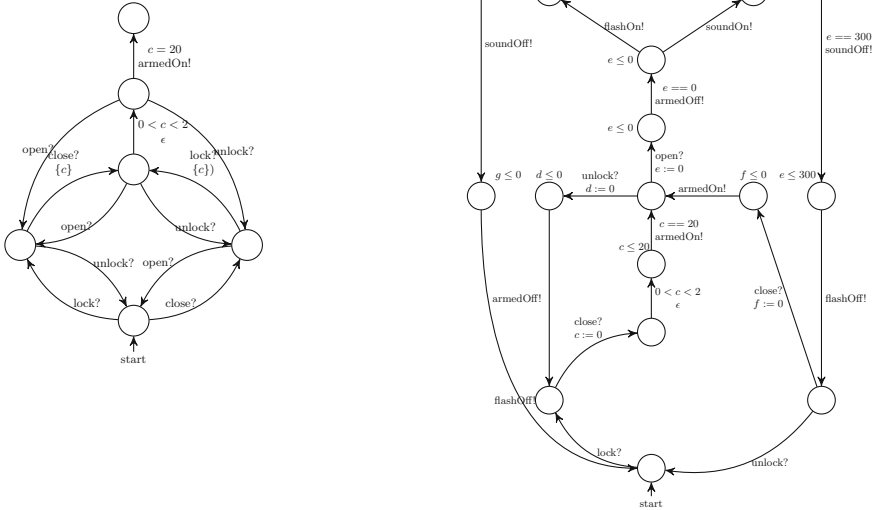 c = 20
armedOn!
0 < c < 2
ϵ
open?
close?
{c}
lock?
{c})
unlock?
open?
unlock?
unlock?
open?
lock?
close?
start
flashOn!
soundOn!
soundOff!
e == 300
soundOff!
e ≤ 0
e == 0
armedOff!
e ≤ 0
open?
e := 0
g ≤ 0
d ≤ 0
unlock?
d := 0
armedOn!
f ≤ 0
e ≤ 300
c == 20
armedOn!
c ≤ 20
0 < c < 2
ϵ
armedOff!
close?
f := 0
flashOff!
close?
c := 0
flashOff!
lock?
unlock?
start